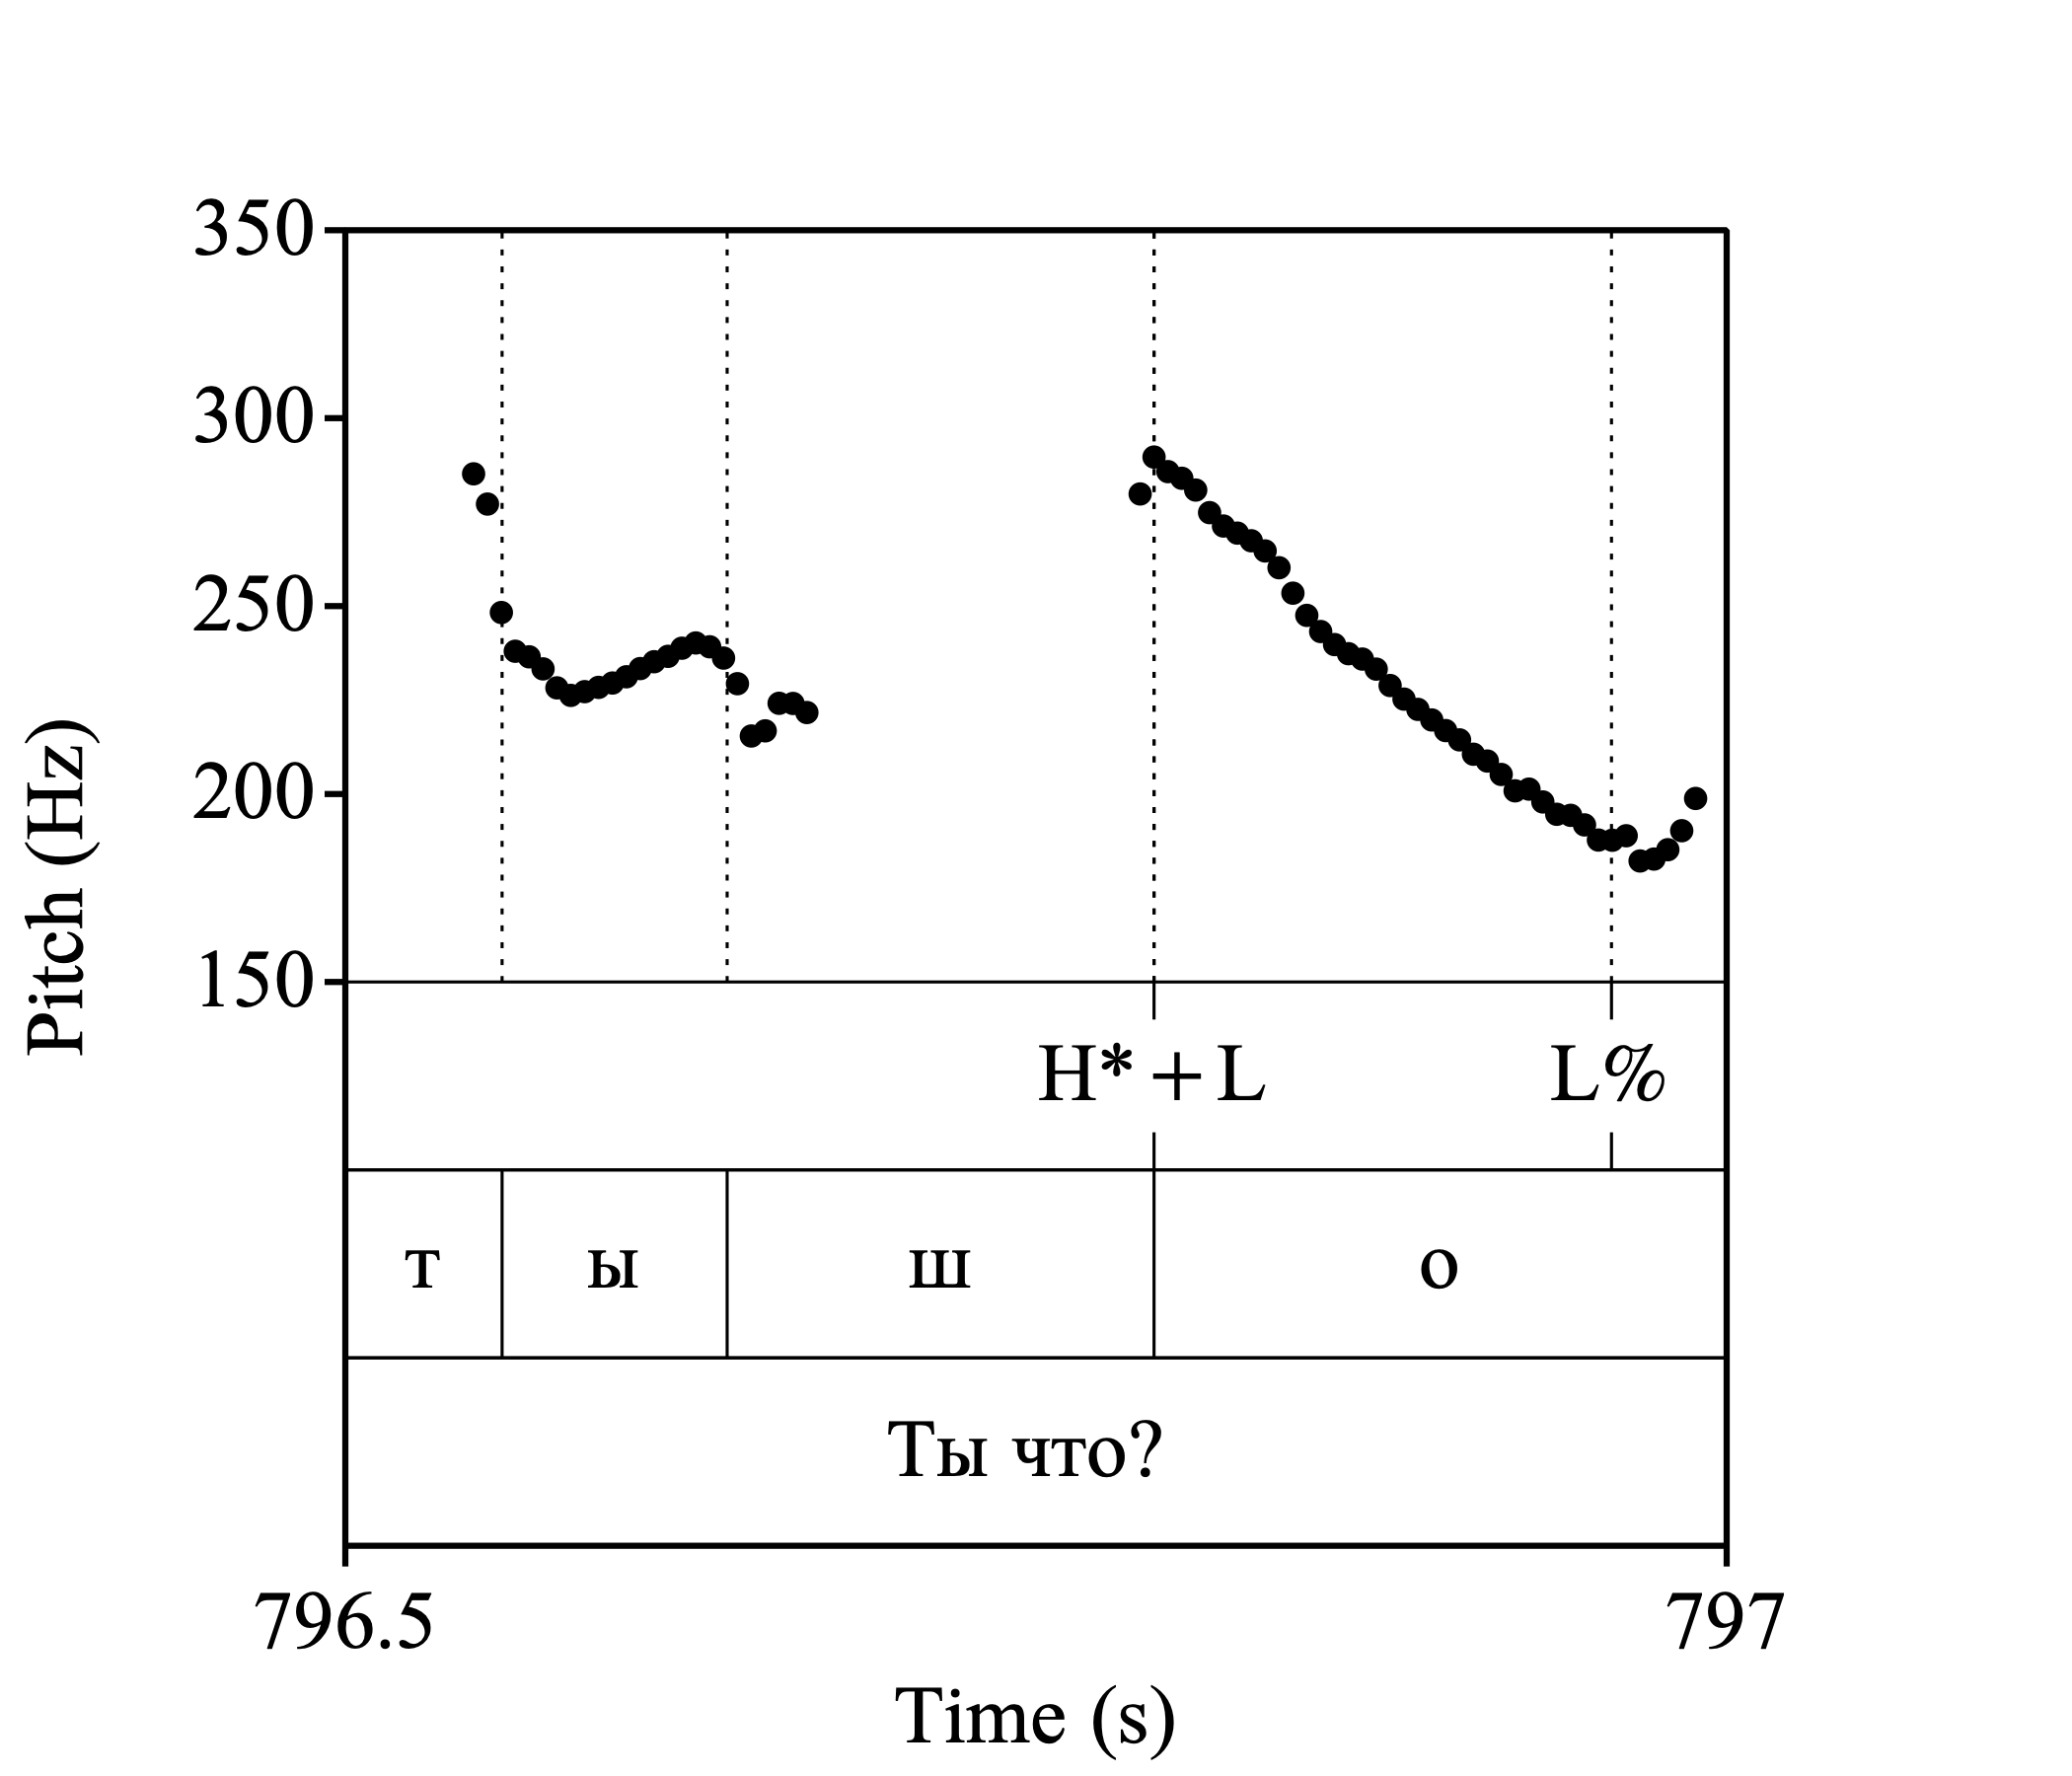 350
300
250
200
150
Pitch (Hz)
H*+L L%
т ы ш о
Ты что?
796.5 797
Time (s)